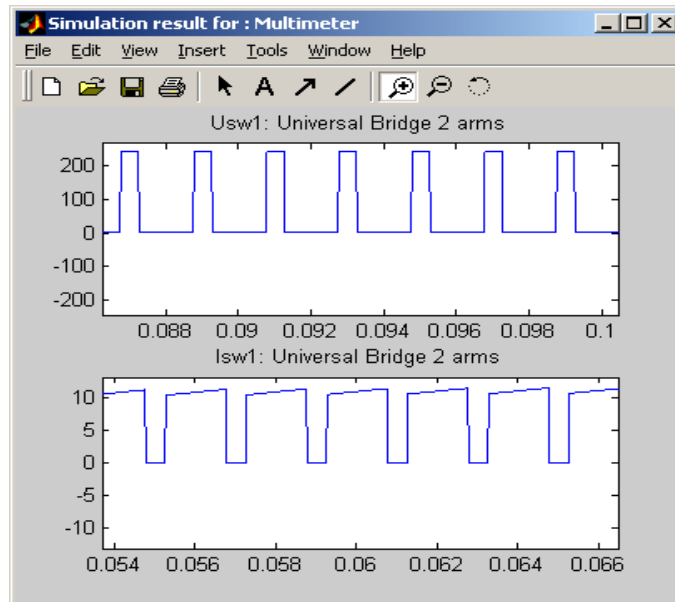 Simulation result for : Multimeter
File Edit View Insert Tools Window Help
A
Usw1: Universal Bridge 2 arms
200
100
0
-100
-200
0.088 0.09 0.092 0.094 0.096 0.098 0.1
Isw1: Universal Bridge 2 arms
10
5
0
-5
-10
0.054 0.056 0.058 0.06 0.062 0.064 0.066